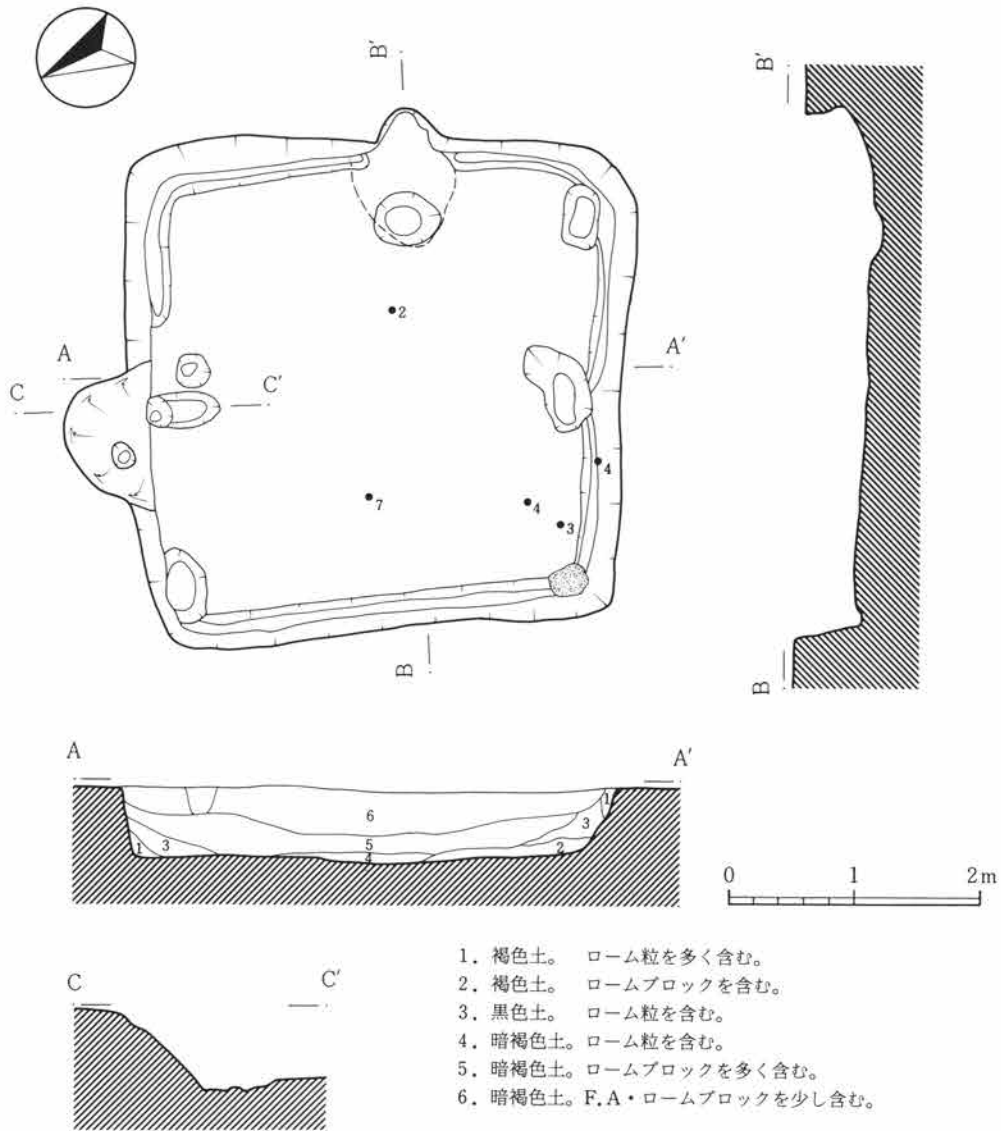 B'
B'
A
A'
C
C'
2
4
7
4
3
B
B
A
A'
1
6
3
3
5
1
4
2
0 1 2m
C
C'
1. 褐色土。 ローム粒を多く含む。
2. 褐色土。 ロームブロックを含む。
3. 黒色土。 ローム粒を含む。
4. 暗褐色土。ローム粒を含む。
5. 暗褐色土。ロームブロックを多く含む。
6. 暗褐色土。F.A・ロームブロックを少し含む。